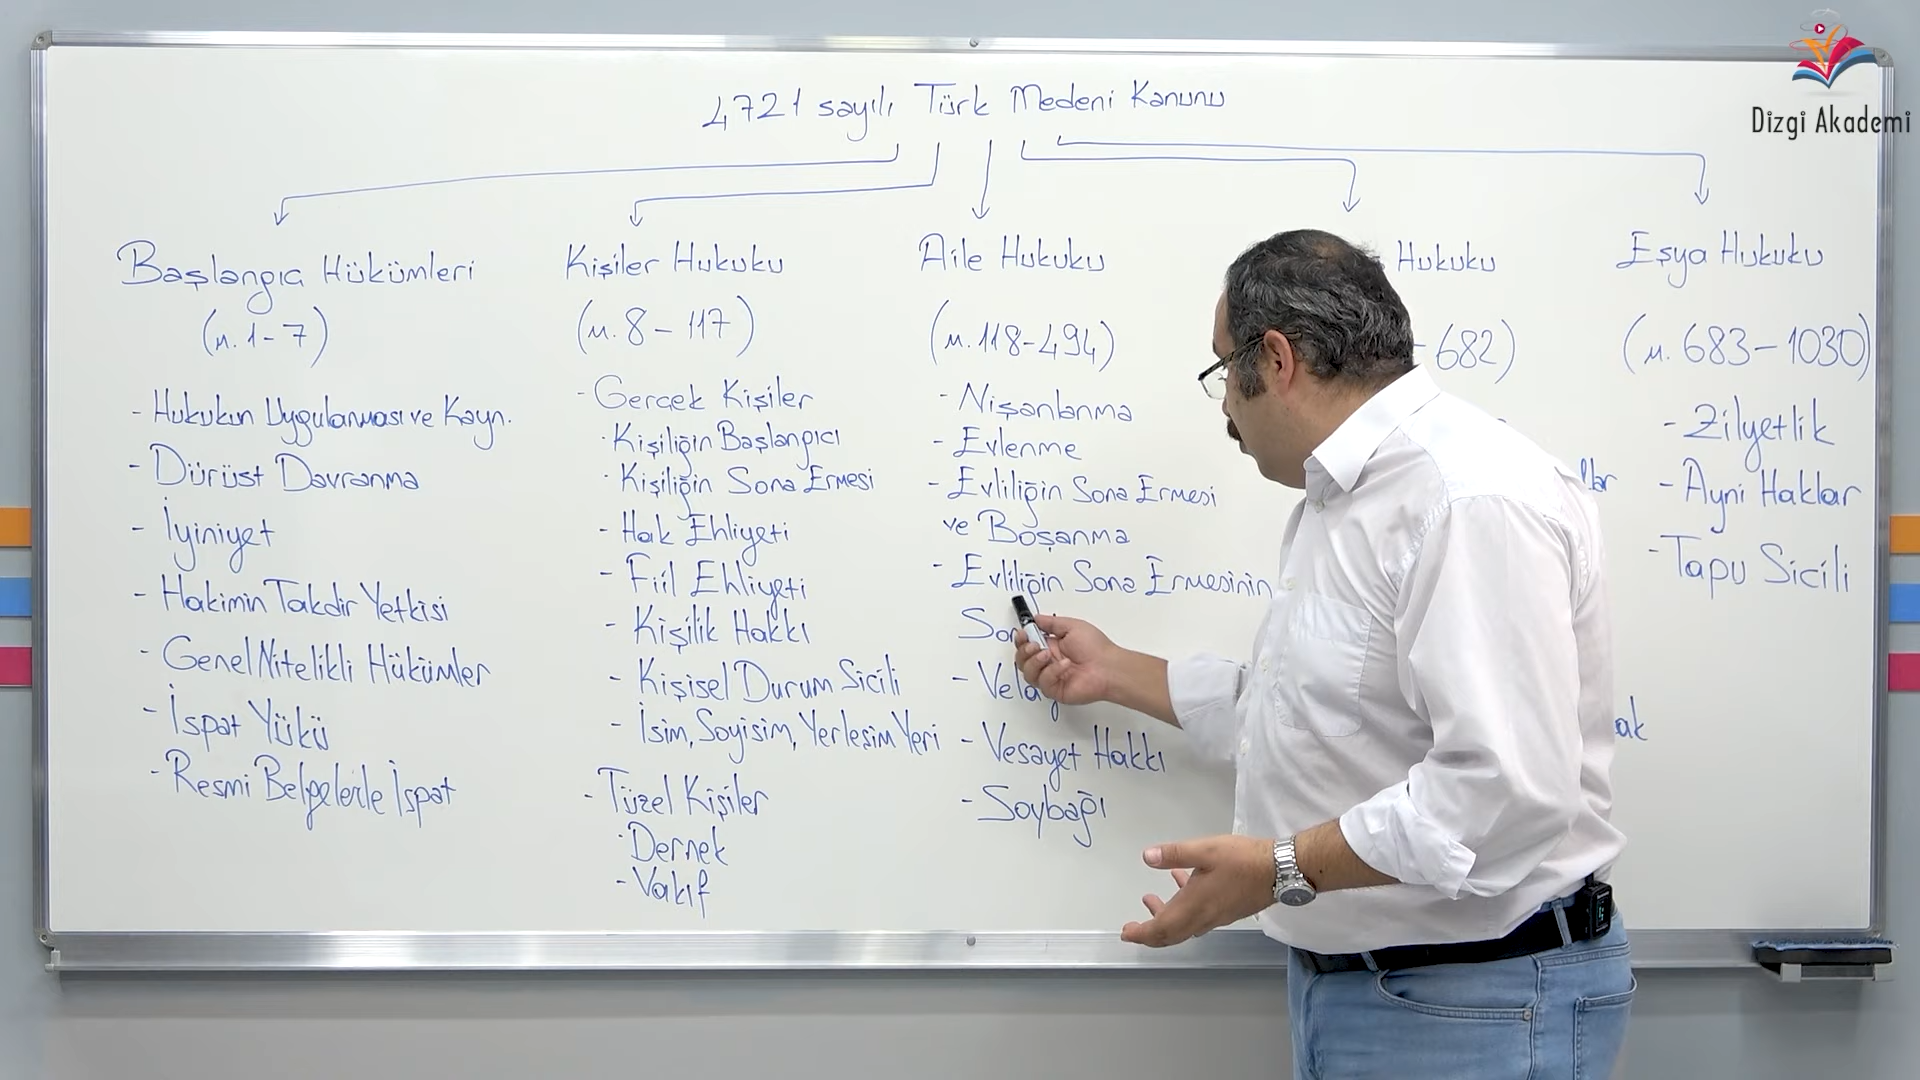 Dizgi Akademi
4721 sayılı Türk Medeni Kanunu
Başlangıç Hükümleri
(m. 1-7)
- Hukukun Uygulanması ve Kayn.
- Dürüst Davranma
- İyiniyet
- Hakimin Takdir Yetkisi
- Genel Nitelikli Hükümler
- İspat Yükü
- Resmi Belgelerle İspat
Kişiler Hukuku
(m. 8 - 117)
- Gerçek Kişiler
· Kişiliğin Başlangıcı
· Kişiliğin Sona Ermesi
- Hak Ehliyeti
- Fiil Ehliyeti
- Kişilik Hakkı
- Kişisel Durum Sicili
- İsim, Soyisim, Yerleşim Yeri
- Tüzel Kişiler
· Dernek
- Vakıf
Aile Hukuku
(m. 118-494)
- Nişanlanma
- Evlenme
- Evliliğin Sona Ermesi
ve Boşanma
- Evliliğin Sona Ermesinin
- Vesayet Hakkı
- Soybağı
Hukuku
- 682)
Eşya Hukuku
(m. 683 - 1030)
- Zilyetlik
- Ayni Haklar
- Tapu Sicili